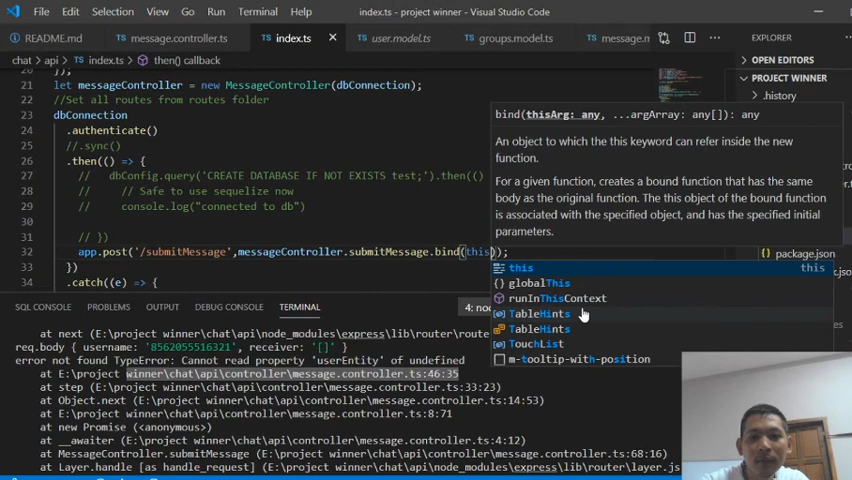 File Edit Selection View Go Run Terminal Help
index.ts - project winner - Visual Studio Code
README.md
message.controller.ts
index.ts
user.model.ts
groups.model.ts
message.n
EXPLORER
chat > api > index.ts > then() callback
OPEN EDITORS
PROJECT WINNER
.history
20 });
21 let messageController = new MessageController(dbConnection);
22 //Set all routes from routes folder
23 dbConnection
24 .authenticate()
25 //.sync()
26 .then(() => {
27 // dbConfig.query('CREATE DATABASE IF NOT EXISTS test;').then(()
28 // // Safe to use sequelize now
29 // console.log("connected to db")
30
31 // })
32 app.post('/submitMessage',messageController.submitMessage.bind(this));
33 })
34 .catch((e) => {
bind(thisArg: any, ...argArray: any[]): any
An object to which the this keyword can refer inside the new
function.
For a given function, creates a bound function that has the same
body as the original function. The this object of the bound function
is associated with the specified object, and has the specified initial
parameters.
package.json
this this
globalThis
runInThisContext
TableHints
TableHints
TouchList
m-tooltip-with-position
SQL CONSOLE PROBLEMS OUTPUT DEBUG CONSOLE TERMINAL
4: nod
at next (E:\project winner\chat\api\node_modules\express\lib\router\route
req.body { username: '8562055516321', receiver: '[]' }
error not found TypeError: Cannot read property 'userEntity' of undefined
at E:\project winner\chat\api\controller\message.controller.ts:46:35
at step (E:\project winner\chat\api\controller\message.controller.ts:33:23)
at Object.next (E:\project winner\chat\api\controller\message.controller.ts:14:53)
at E:\project winner\chat\api\controller\message.controller.ts:8:71
at new Promise (<anonymous>)
at __awaiter (E:\project winner\chat\api\controller\message.controller.ts:4:12)
at MessageController.submitMessage (E:\project winner\chat\api\controller\message.controller.ts:68:16)
at Layer.handle [as handle_request] (E:\project winner\chat\api\node_modules\express\lib\router\layer.js